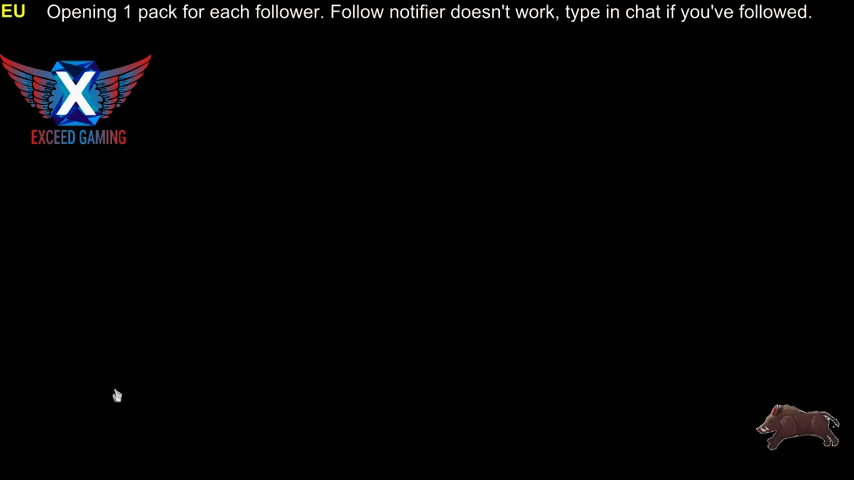 EU Opening 1 pack for each follower. Follow notifier doesn't work, type in chat if you've followed.
X
EXCEED GAMING